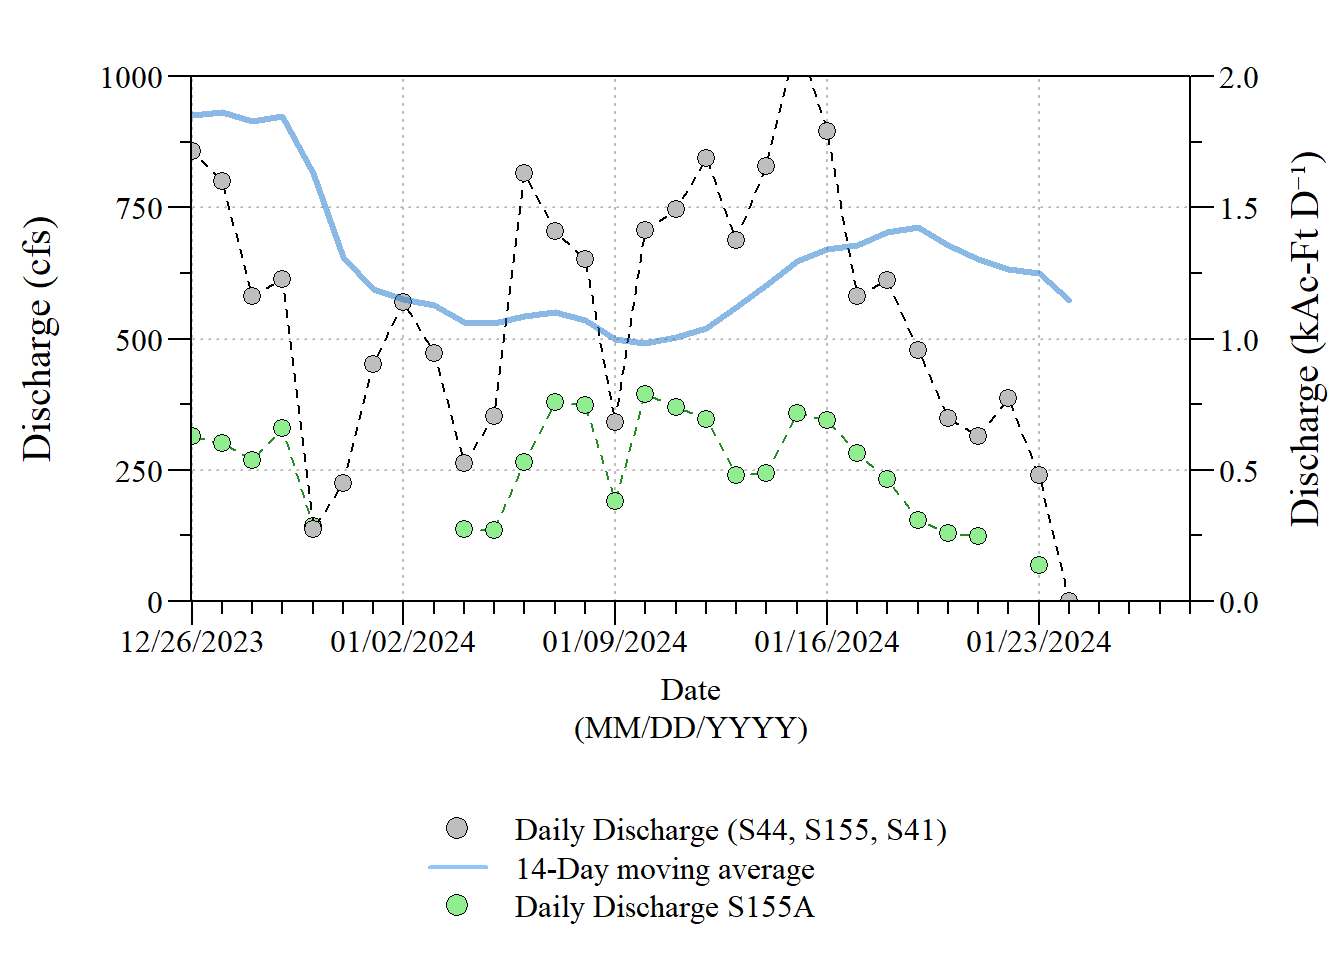 1000
750
500
250
0
Discharge (cfs)
2.0
1.5
1.0
0.5
0.0
Discharge (kAc-Ft D⁻¹)
12/26/2023
01/02/2024
01/09/2024
01/16/2024
01/23/2024
Date
(MM/DD/YYYY)
Daily Discharge (S44, S155, S41)
14-Day moving average
Daily Discharge S155A